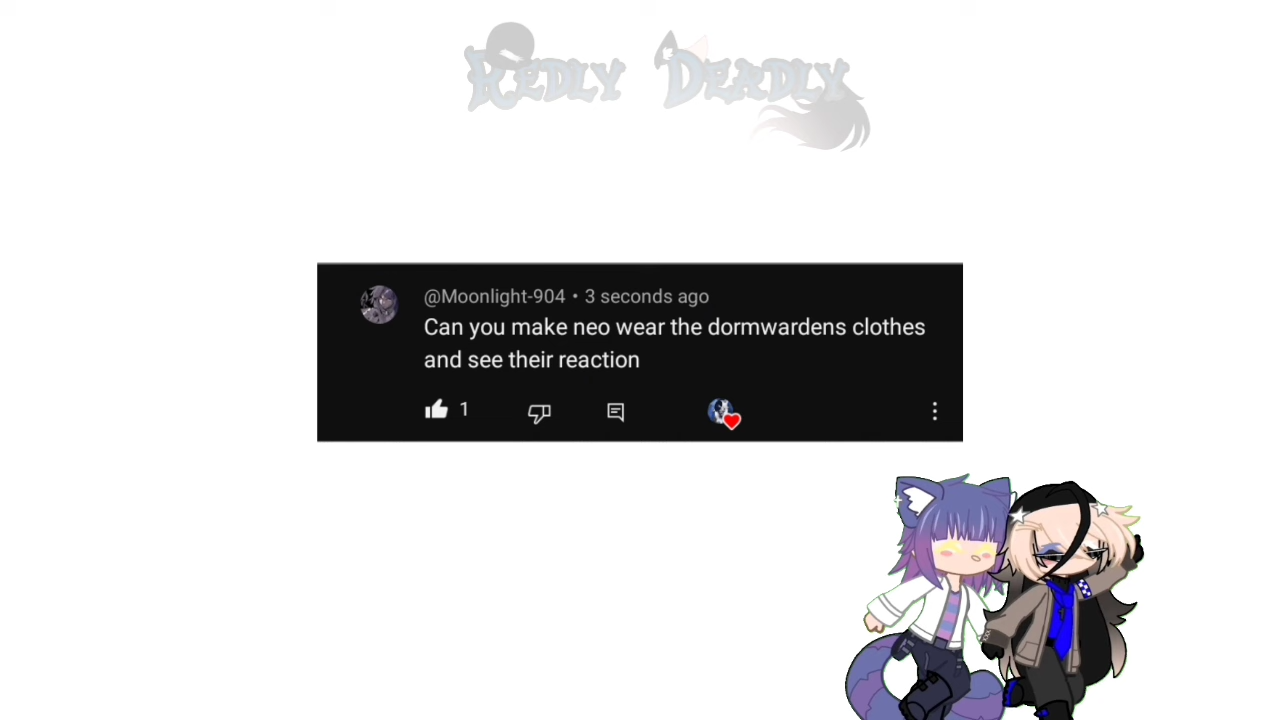 Redly Deadly
@Moonlight-904 • 3 seconds ago
Can you make neo wear the dormwardens clothes
and see their reaction
1